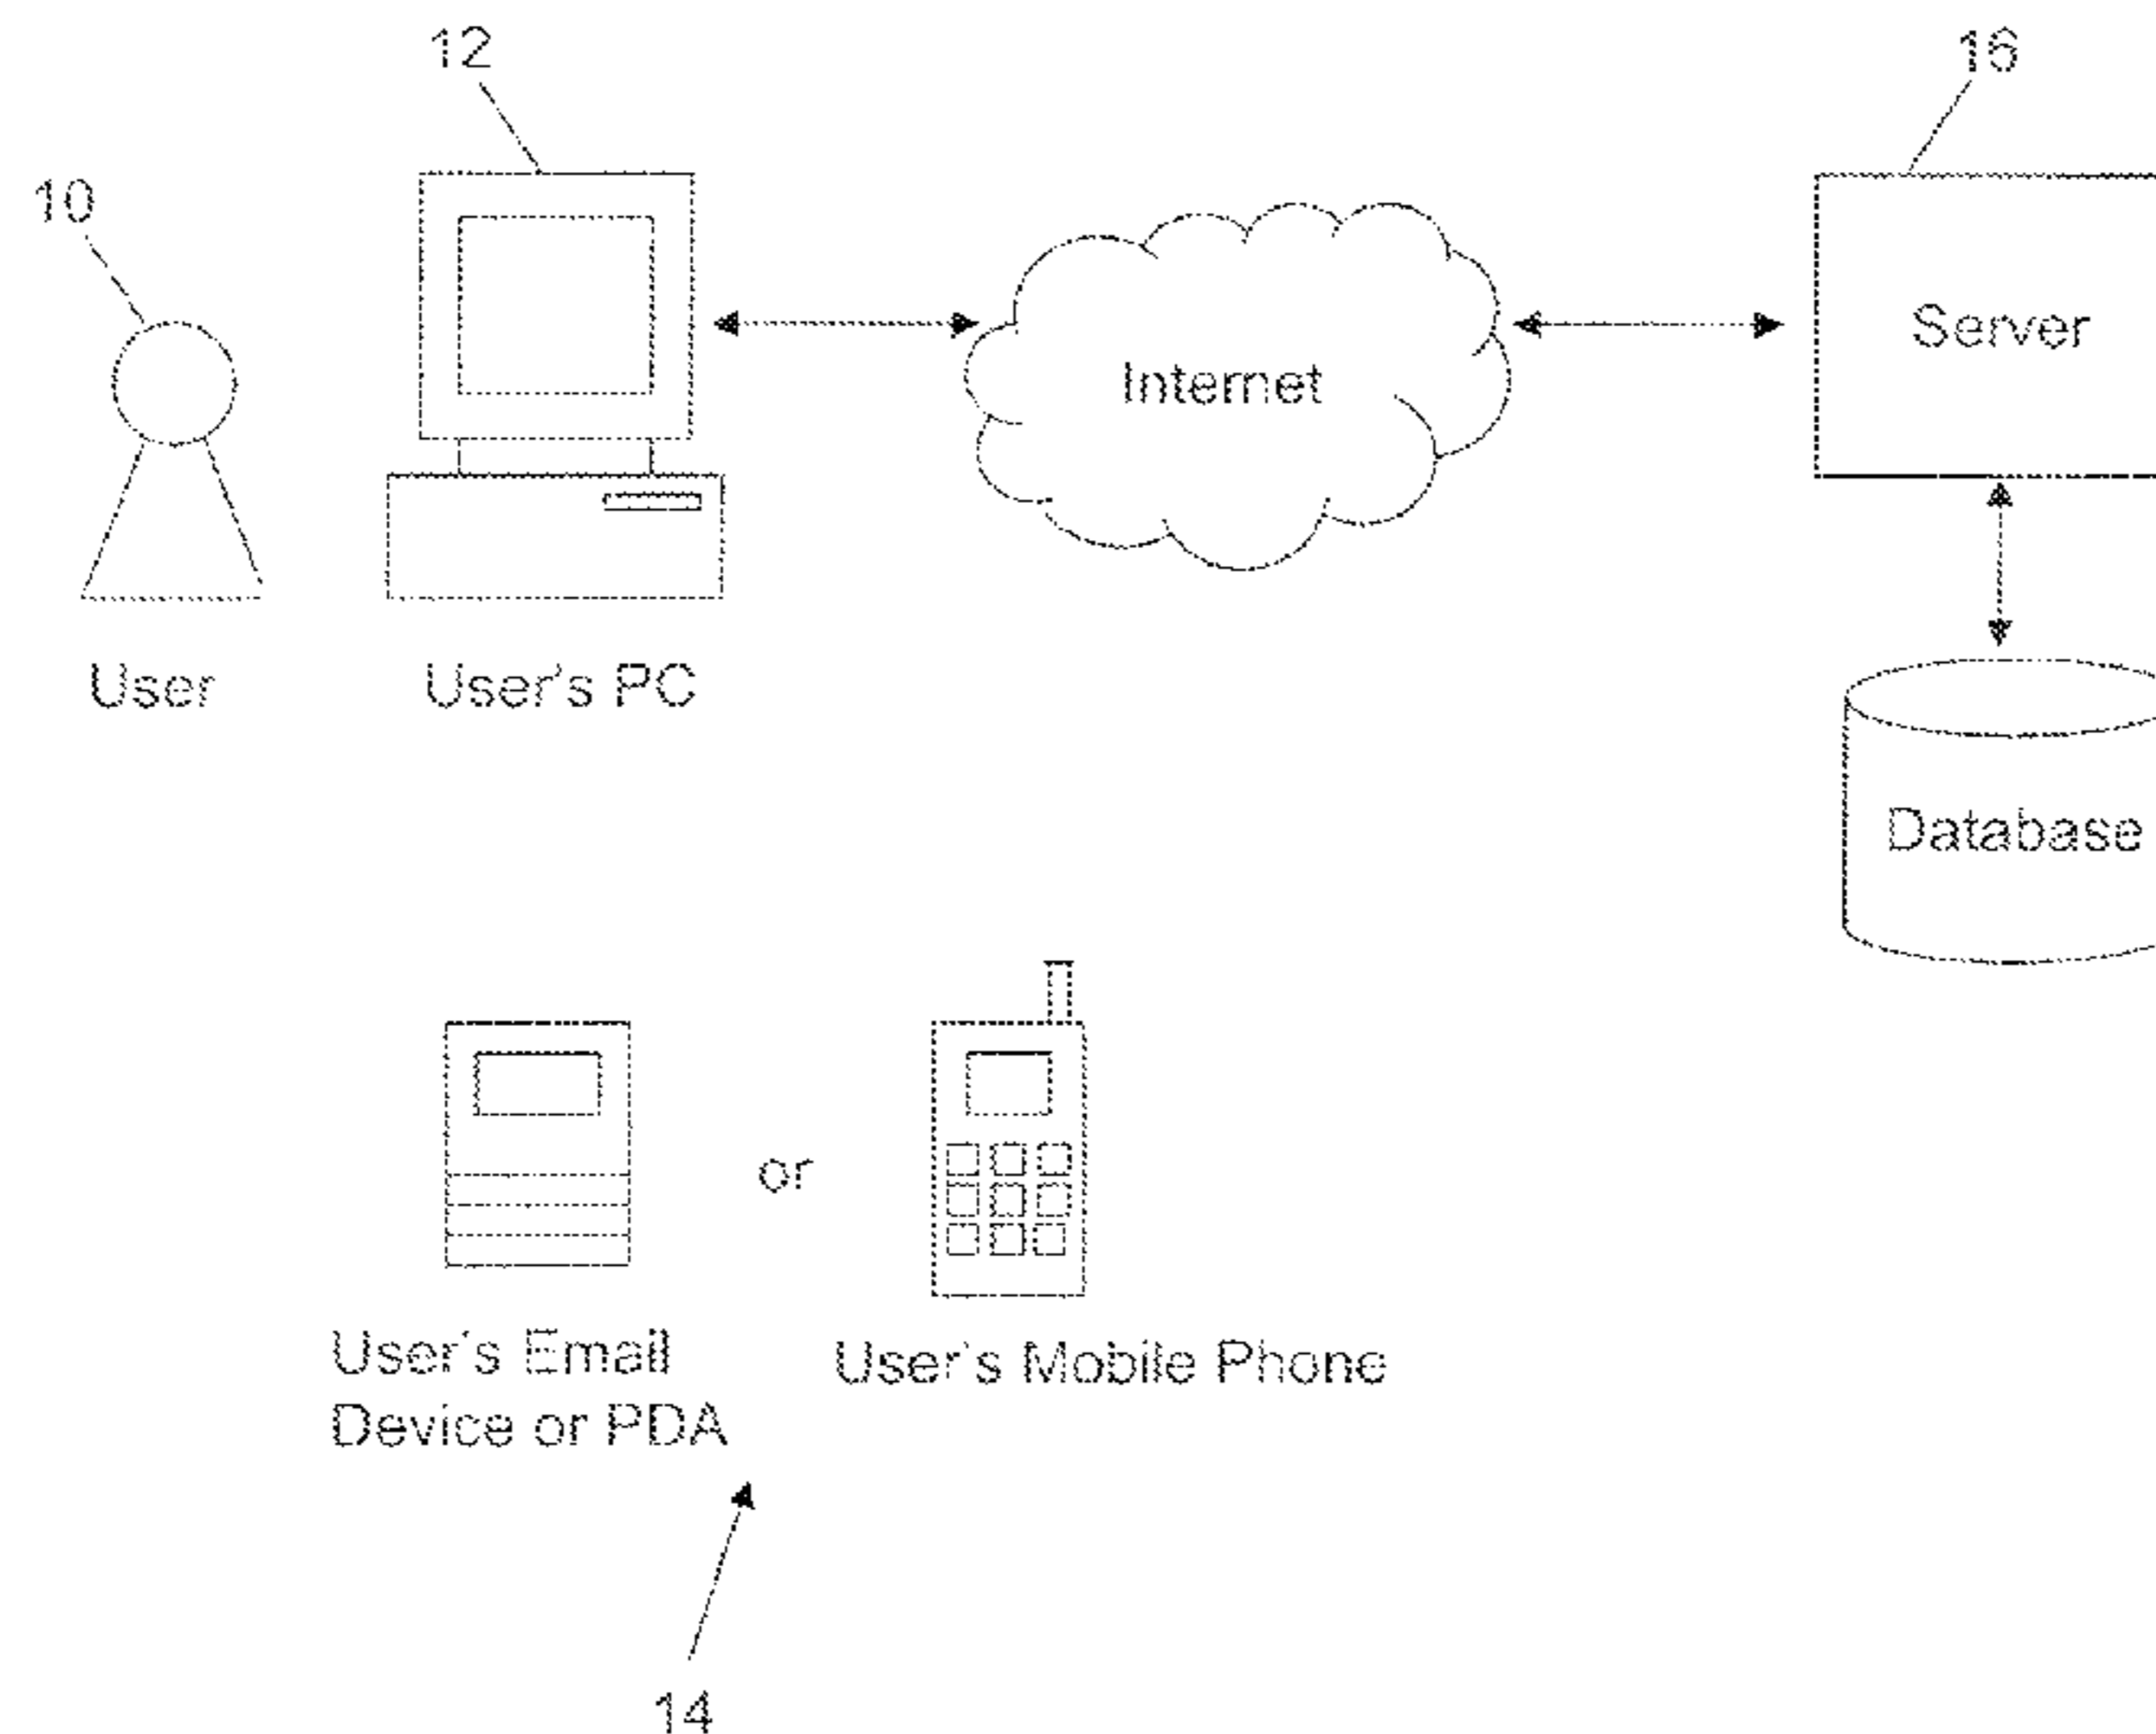 12
16
10
Server
Internet
User
User's PC
Database
or
User's Email
Device or PDA
User's Mobile Phone
14